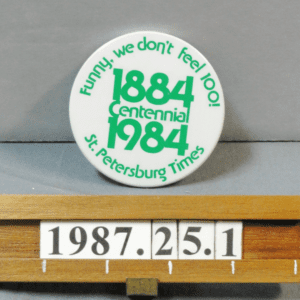 Funny, we don't feel 100!
1884
Centennial
1984
St. Petersburg Times
1987.25.1